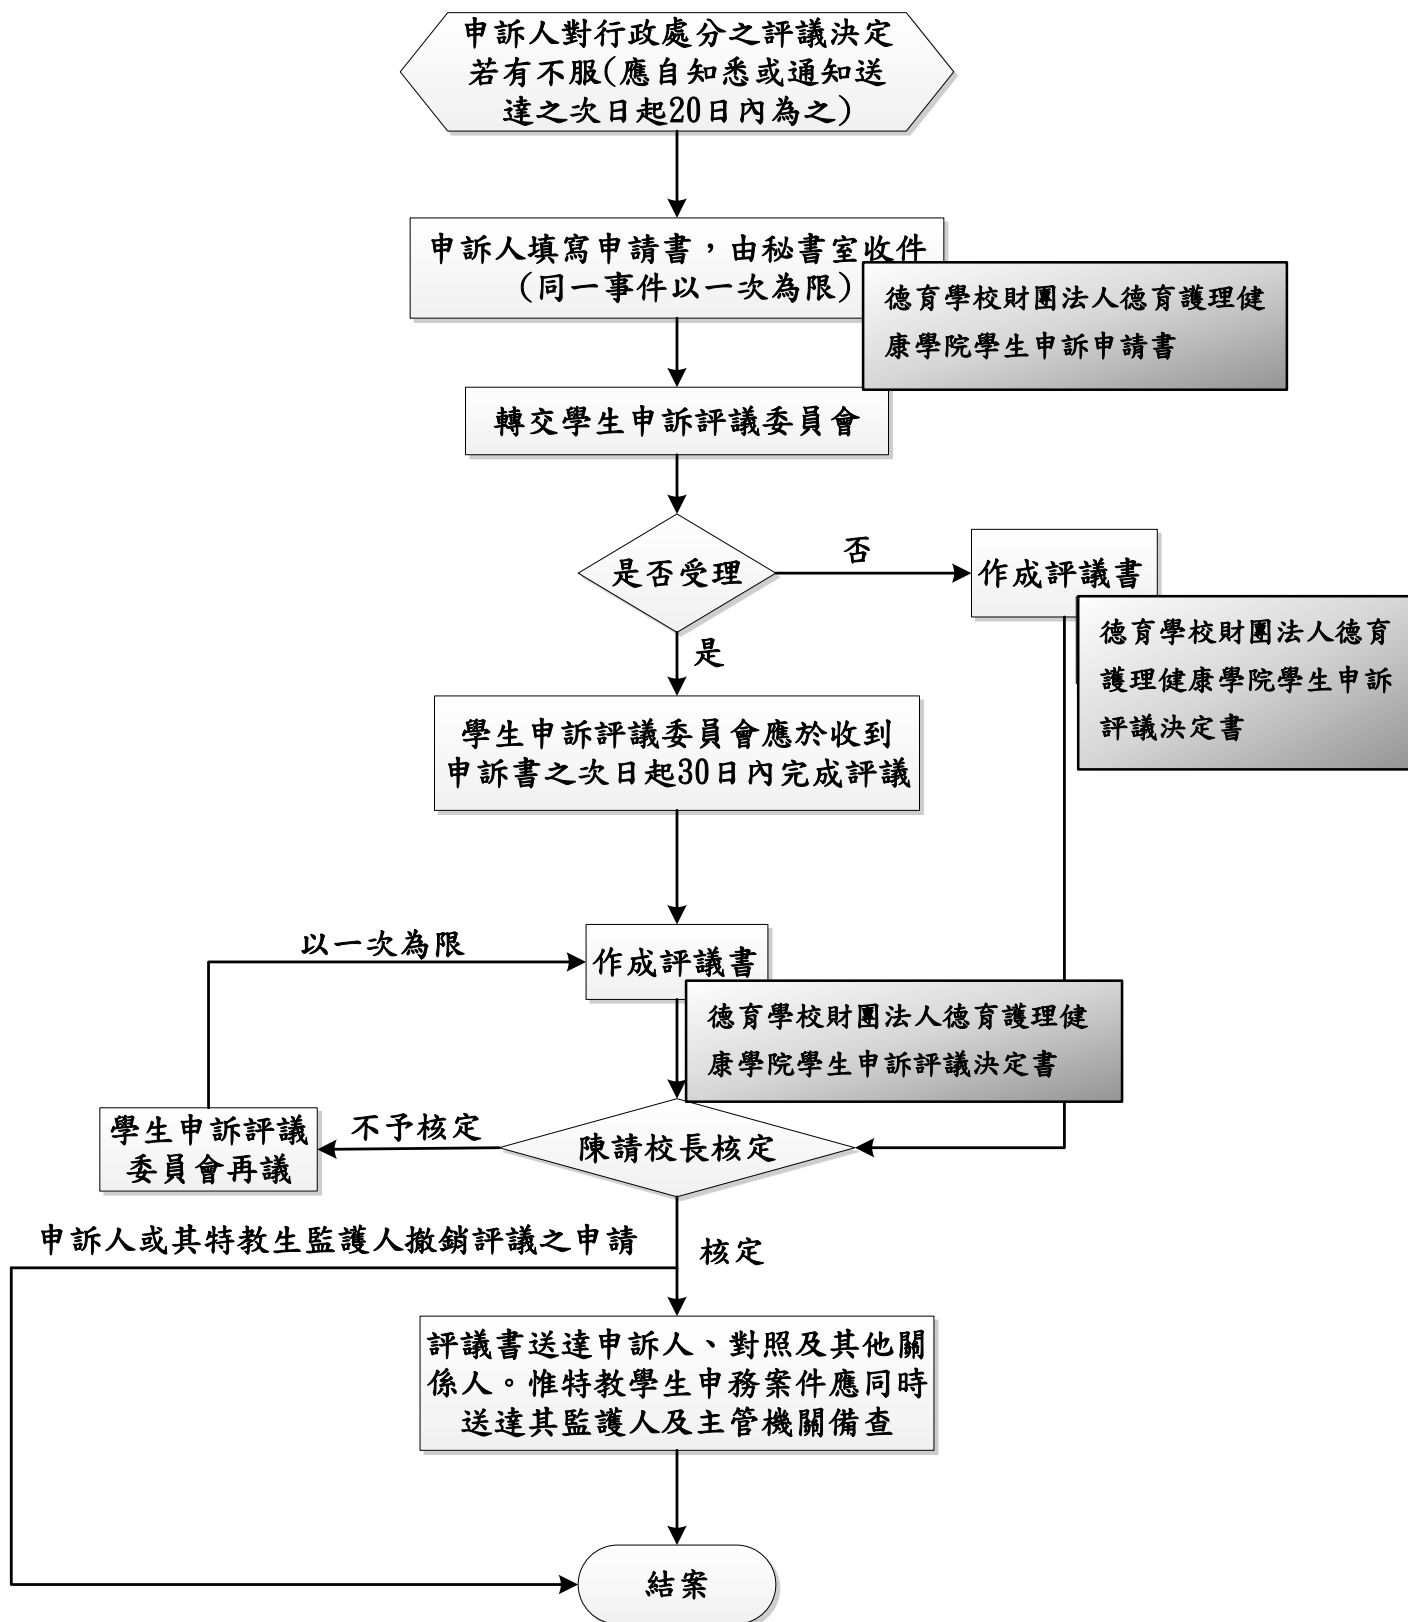 申訴人對行政處分之評議決定
若有不服(應自知悉或通知送
達之次日起20日內為之)
申訴人填寫申請書，由秘書室收件
(同一事件以一次為限)
德育學校財團法人德育護理健
康學院學生申訴申請書
轉交學生申訴評議委員會
是否受理
否
作成評議書
德育學校財團法人德育
護理健康學院學生申訴
評議決定書
是
學生申訴評議委員會應於收到
申訴書之次日起30日內完成評議
以一次為限
作成評議書
德育學校財團法人德育護理健
康學院學生申訴評議決定書
學生申訴評議
委員會再議
不予核定
陳請校長核定
申訴人或其特教生監護人撤銷評議之申請
核定
評議書送達申訴人、對照及其他關
係人。惟特教學生申務案件應同時
送達其監護人及主管機關備查
結案